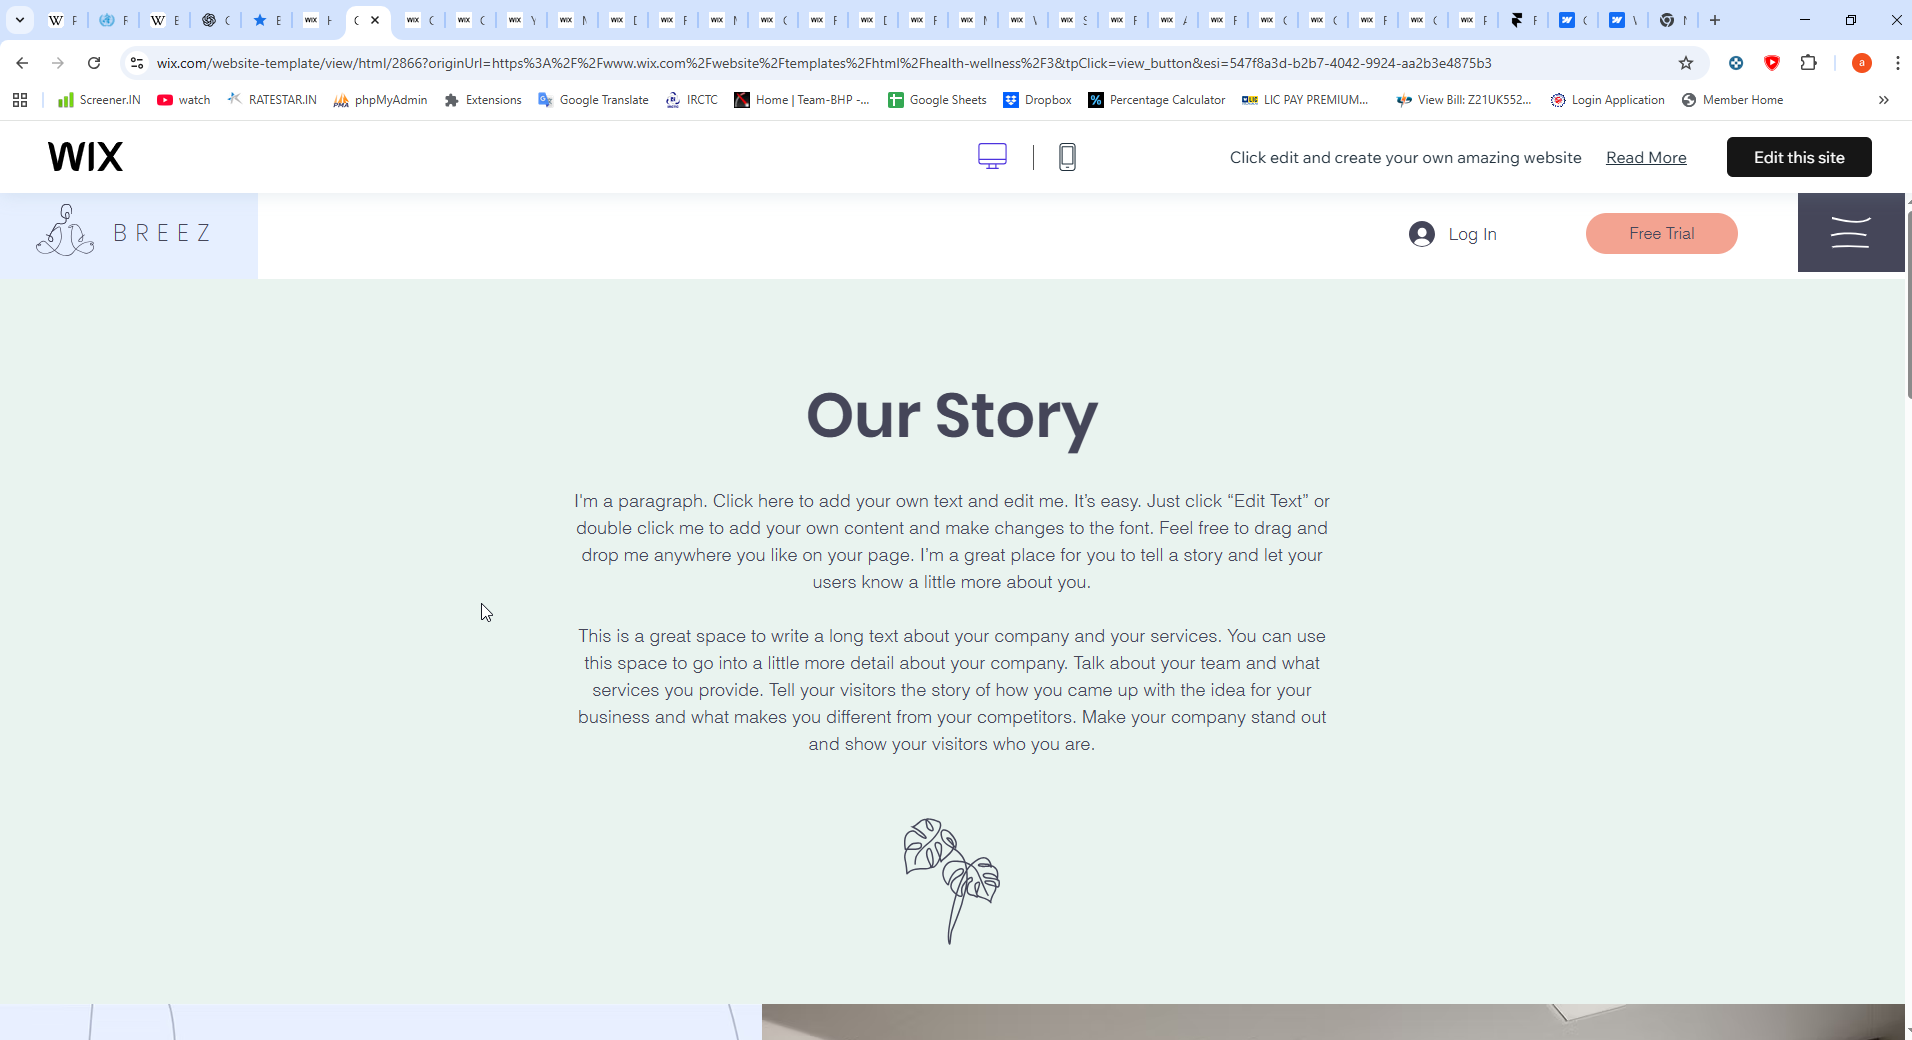 wix.com/website-template/view/html/2866?originUrl=https%3A%2F%2Fwww.wix.com%2Fwebsite%2Ftemplates%2Fhtml%2Fhealth-wellness%2F3&tpClick=view_button&esi=547f8a3d-b2b7-4042-9924-aa2b3e4875b3
Screener.IN watch RATESTAR.IN phpMyAdmin Extensions Google Translate IRCTC Home | Team-BHP -... Google Sheets Dropbox Percentage Calculator LIC PAY PREMIUM... View Bill: Z21UK552... Login Application Member Home
WIX Click edit and create your own amazing website Read More Edit this site
BREEZ Log In Free Trial
Our Story
I'm a paragraph. Click here to add your own text and edit me. It’s easy. Just click “Edit Text” or
double click me to add your own content and make changes to the font. Feel free to drag and
drop me anywhere you like on your page. I’m a great place for you to tell a story and let your
users know a little more about you.
This is a great space to write a long text about your company and your services. You can use
this space to go into a little more detail about your company. Talk about your team and what
services you provide. Tell your visitors the story of how you came up with the idea for your
business and what makes you different from your competitors. Make your company stand out
and show your visitors who you are.